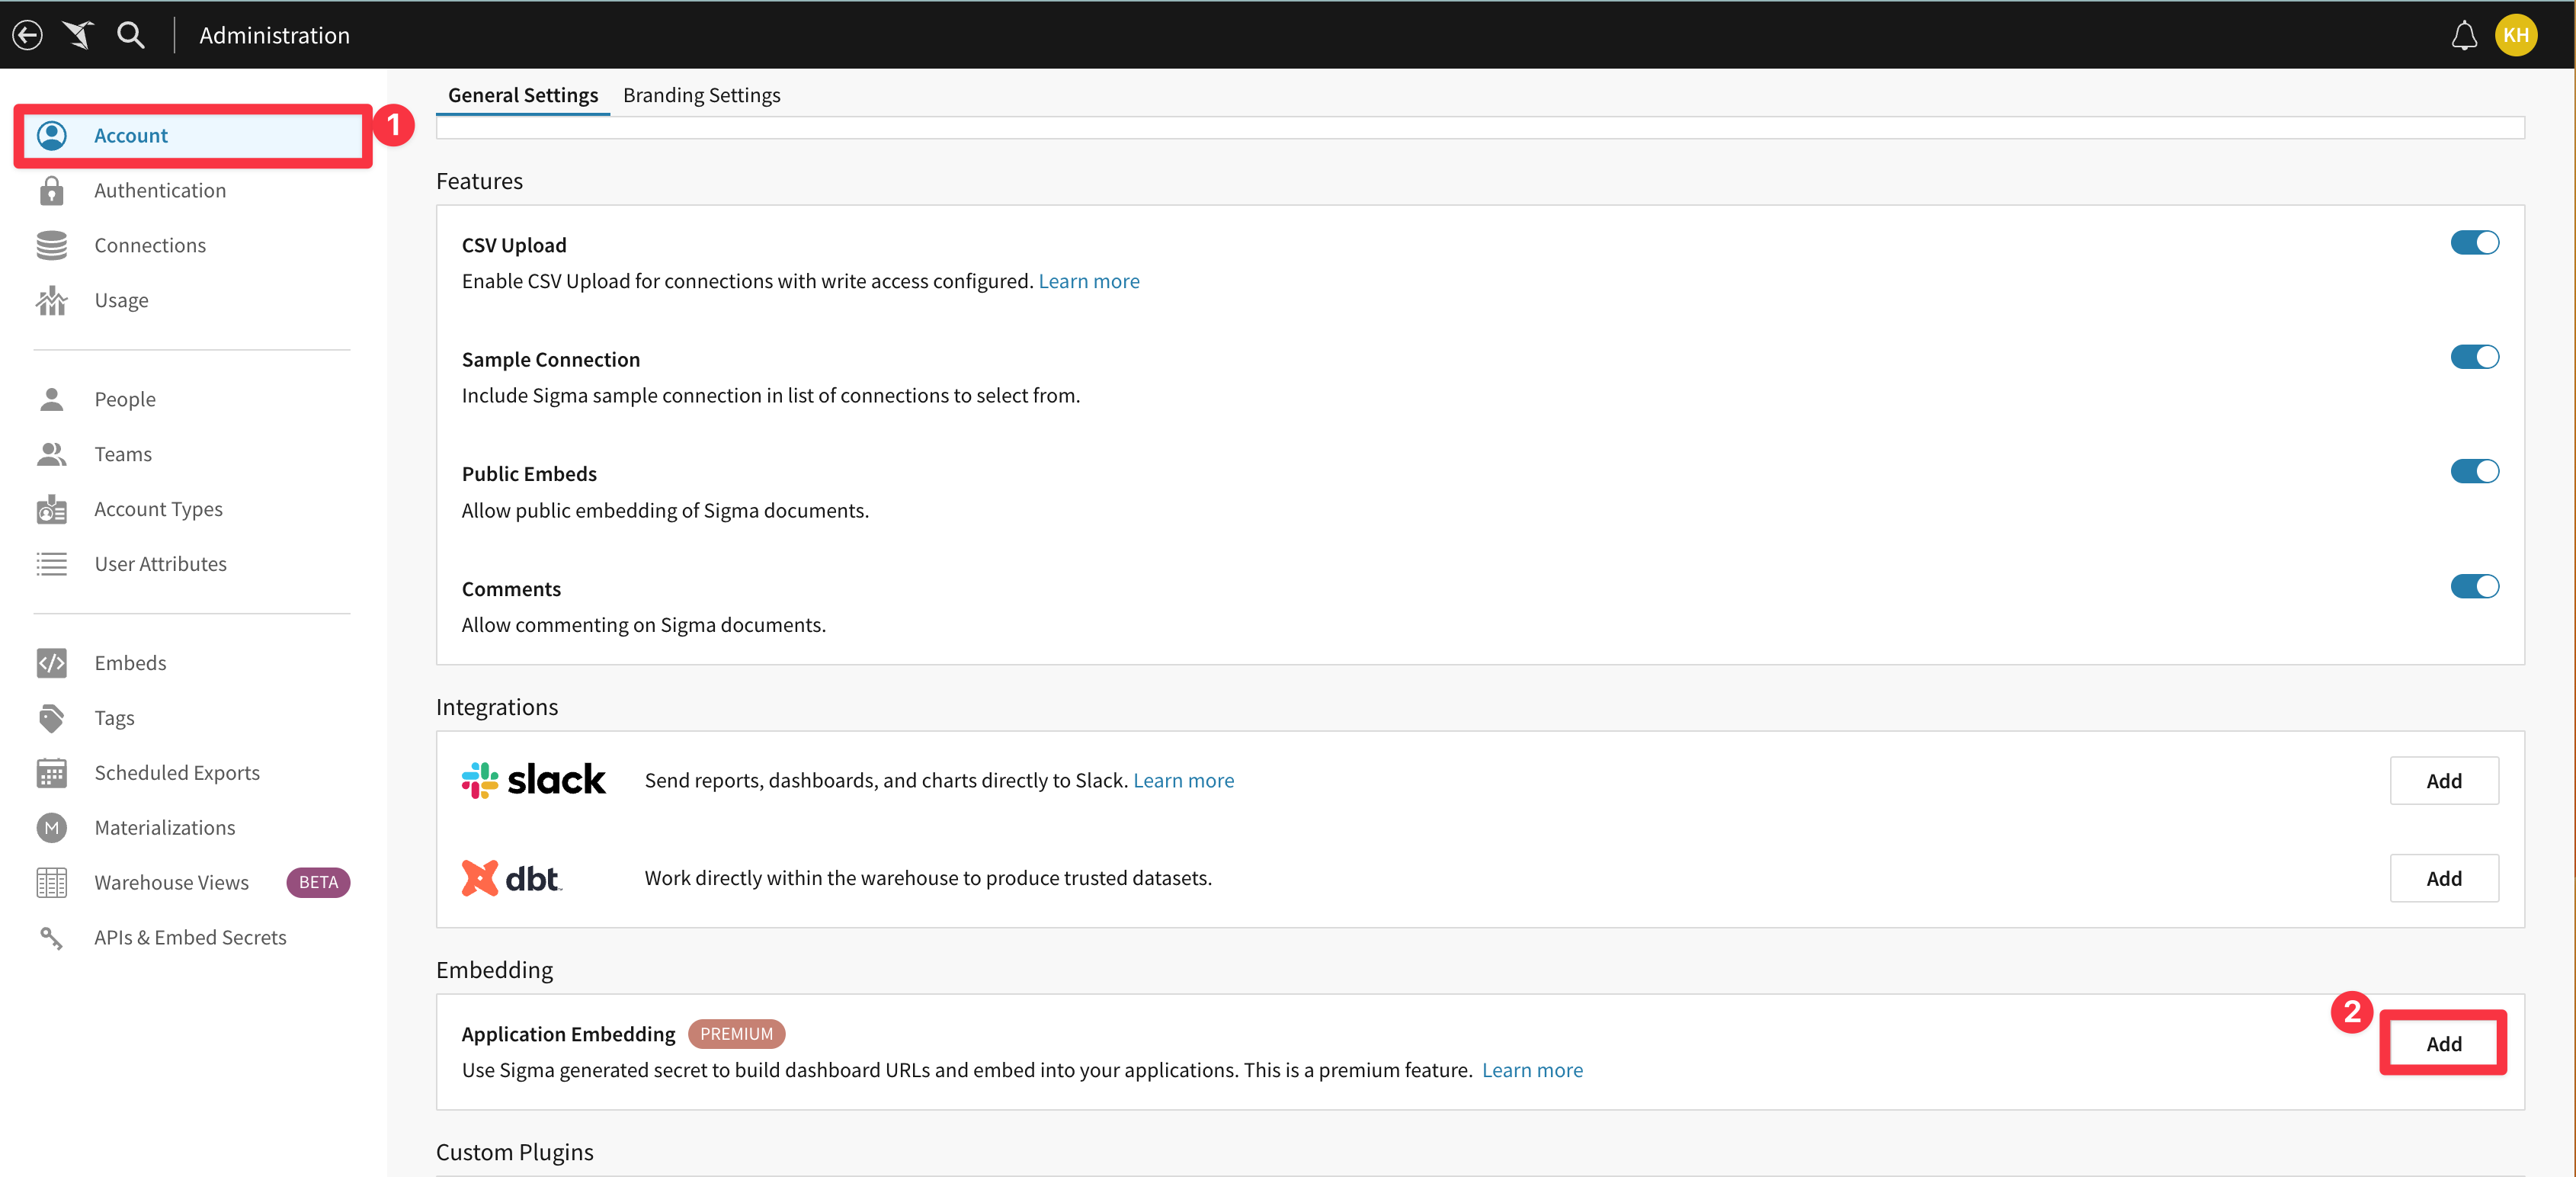 Administration
KH
Account
1
Authentication
Connections
Usage
People
Teams
Account Types
User Attributes
Embeds
Tags
Scheduled Exports
M
Materializations
Warehouse Views BETA
APIs & Embed Secrets
General Settings Branding Settings
Features
CSV Upload
Enable CSV Upload for connections with write access configured. Learn more
Sample Connection
Include Sigma sample connection in list of connections to select from.
Public Embeds
Allow public embedding of Sigma documents.
Comments
Allow commenting on Sigma documents.
Integrations
slack Send reports, dashboards, and charts directly to Slack. Learn more Add
dbt Work directly within the warehouse to produce trusted datasets. Add
Embedding
Application Embedding PREMIUM
2
Add
Use Sigma generated secret to build dashboard URLs and embed into your applications. This is a premium feature. Learn more
Custom Plugins